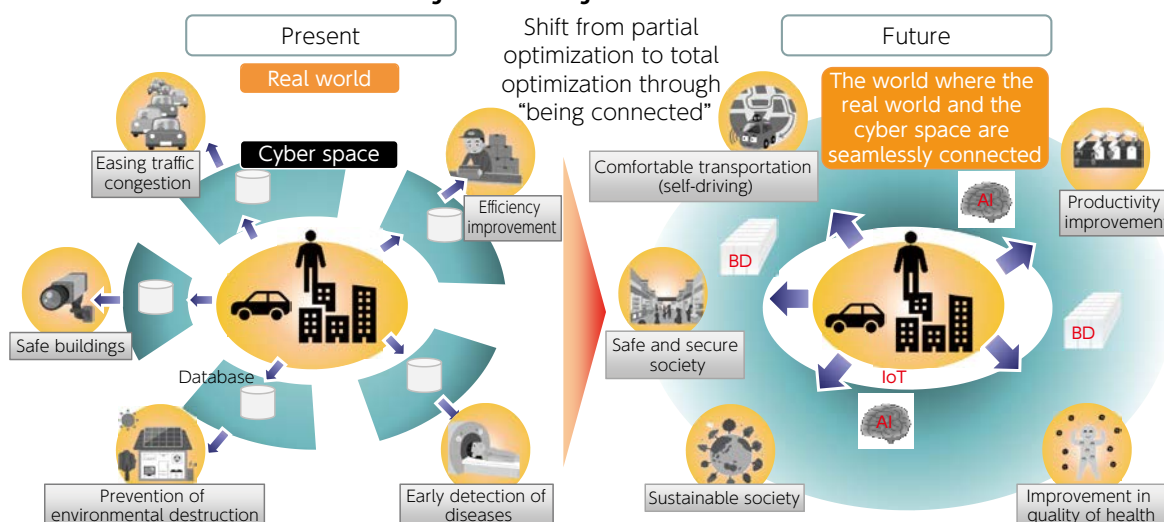 Present
Real world
Cyber space
Easing traffic
congestion
Efficiency
improvement
Safe buildings
Database
Prevention of
environmental destruction
Early detection of
diseases
Shift from partial
optimization to total
optimization through
“being connected”
Future
The world where the
real world and the
cyber space are
seamlessly connected
Comfortable transportation
(self-driving)
AI
Productivity
improvement
BD
BD
Safe and secure
society
IoT
AI
Sustainable society
Improvement in
quality of health